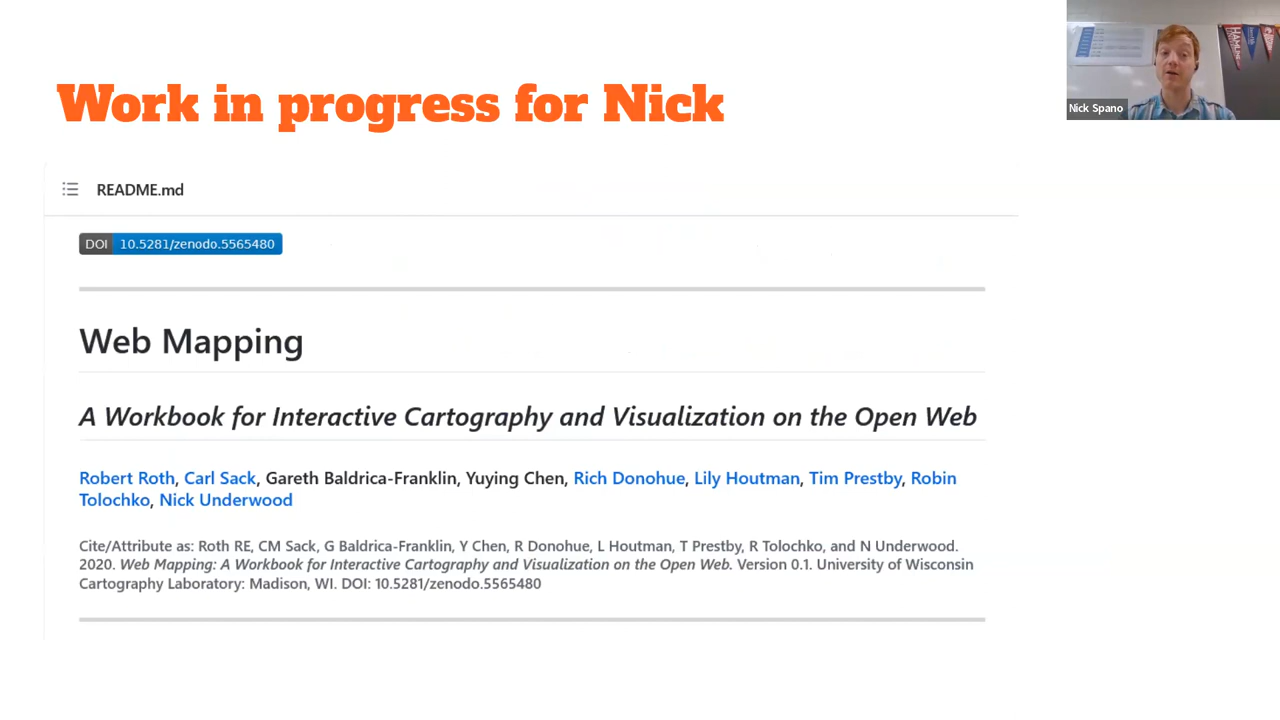 Work in progress for Nick
Nick Spano
HAMLINE
README.md
DOI 10.5281/zenodo.5565480
Web Mapping
A Workbook for Interactive Cartography and Visualization on the Open Web
Robert Roth, Carl Sack, Gareth Baldrica-Franklin, Yuying Chen, Rich Donohue, Lily Houtman, Tim Prestby, Robin
Tolochko, Nick Underwood
Cite/Attribute as: Roth RE, CM Sack, G Baldrica-Franklin, Y Chen, R Donohue, L Houtman, T Prestby, R Tolochko, and N Underwood.
2020. Web Mapping: A Workbook for Interactive Cartography and Visualization on the Open Web. Version 0.1. University of Wisconsin
Cartography Laboratory: Madison, WI. DOI: 10.5281/zenodo.5565480